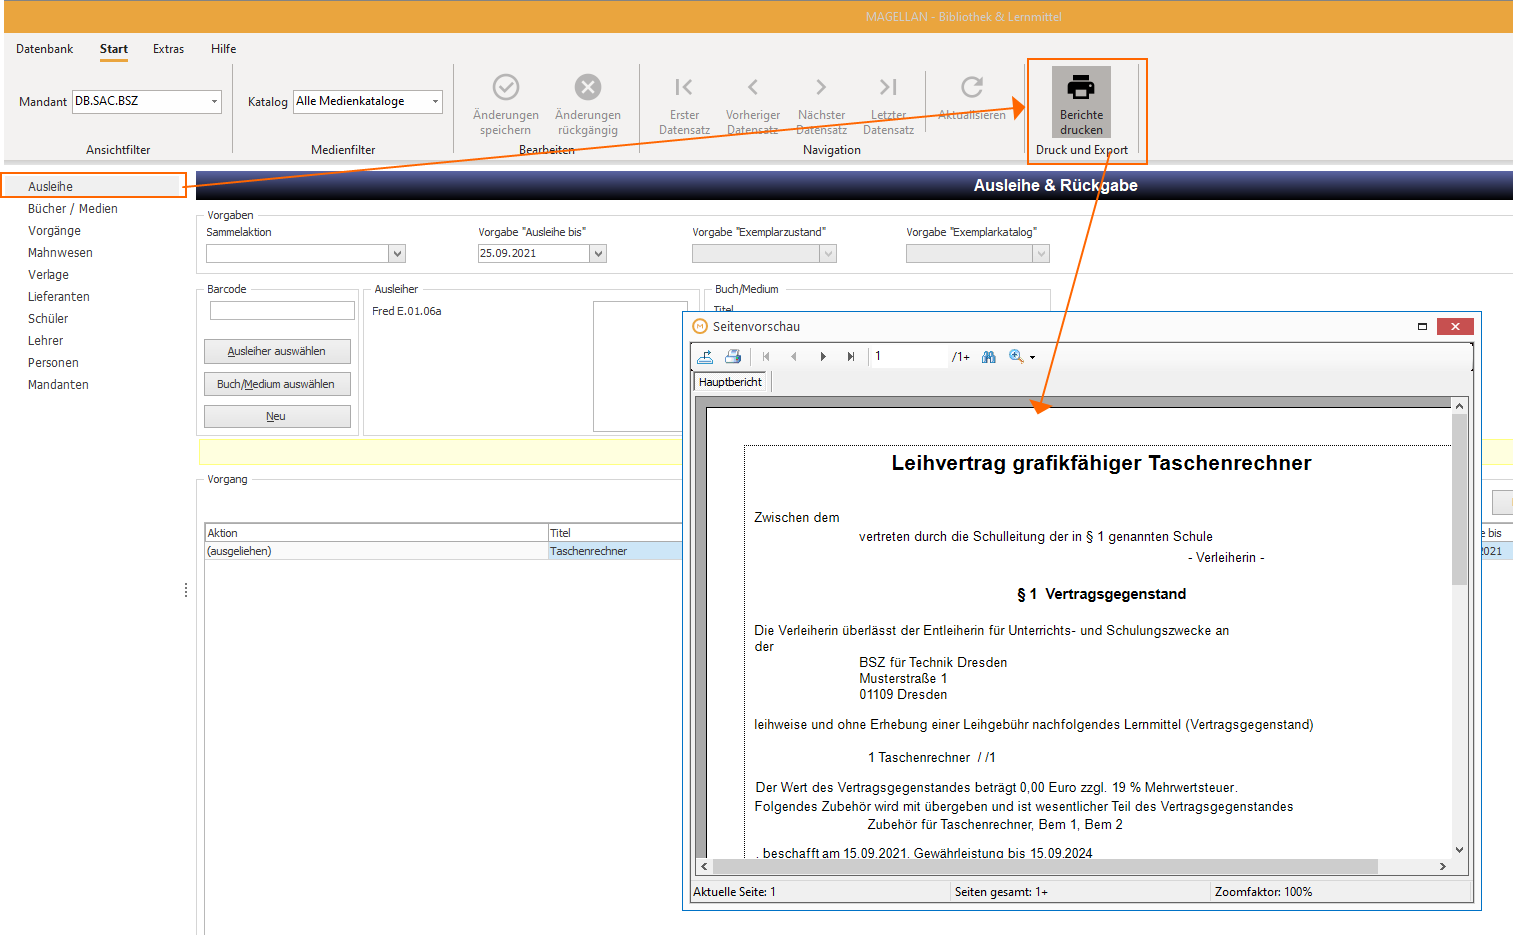 MAGELLAN - Bibliothek & Lernmittel
Datenbank Start Extras Hilfe
Mandant DB.SAC.BSZ
Katalog Alle Medienkataloge
Änderungen speichern
Änderungen rückgängig
Erster Datensatz
Vorheriger Datensatz
Nächster Datensatz
Letzter Datensatz
Aktualisieren
Berichte drucken
Ansichtfilter Medienfilter Bearbeiten Navigation Druck und Export
Ausleihe
Bücher / Medien
Vorgänge
Mahnwesen
Verlage
Lieferanten
Schüler
Lehrer
Personen
Mandanten
Ausleihe & Rückgabe
Vorgaben
Sammelaktion Vorgabe "Ausleihe bis" Vorgabe "Exemplarzustand" Vorgabe "Exemplarkatalog"
25.09.2021
Barcode Ausleiher Buch/Medium
Fred E.01.06a Titel
Ausleiher auswählen
Buch/Medium auswählen
Neu
Vorgang
Aktion Titel e bis
(ausgeliehen) Taschenrechner 2021
M Seitenvorschau
1 /1+
Hauptbericht
Leihvertrag grafikfähiger Taschenrechner
Zwischen dem
vertreten durch die Schulleitung der in § 1 genannten Schule
- Verleiherin -
§ 1 Vertragsgegenstand
Die Verleiherin überlässt der Entleiherin für Unterrichts- und Schulungszwecke an
der
BSZ für Technik Dresden
Musterstraße 1
01109 Dresden
leihweise und ohne Erhebung einer Leihgebühr nachfolgendes Lernmittel (Vertragsgegenstand)
1 Taschenrechner / /1
Der Wert des Vertragsgegenstandes beträgt 0,00 Euro zzgl. 19 % Mehrwertsteuer.
Folgendes Zubehör wird mit übergeben und ist wesentlicher Teil des Vertragsgegenstandes
Zubehör für Taschenrechner, Bem 1, Bem 2
, beschafft am 15.09.2021, Gewährleistung bis 15.09.2024
Aktuelle Seite: 1 Seiten gesamt: 1+ Zoomfaktor: 100%